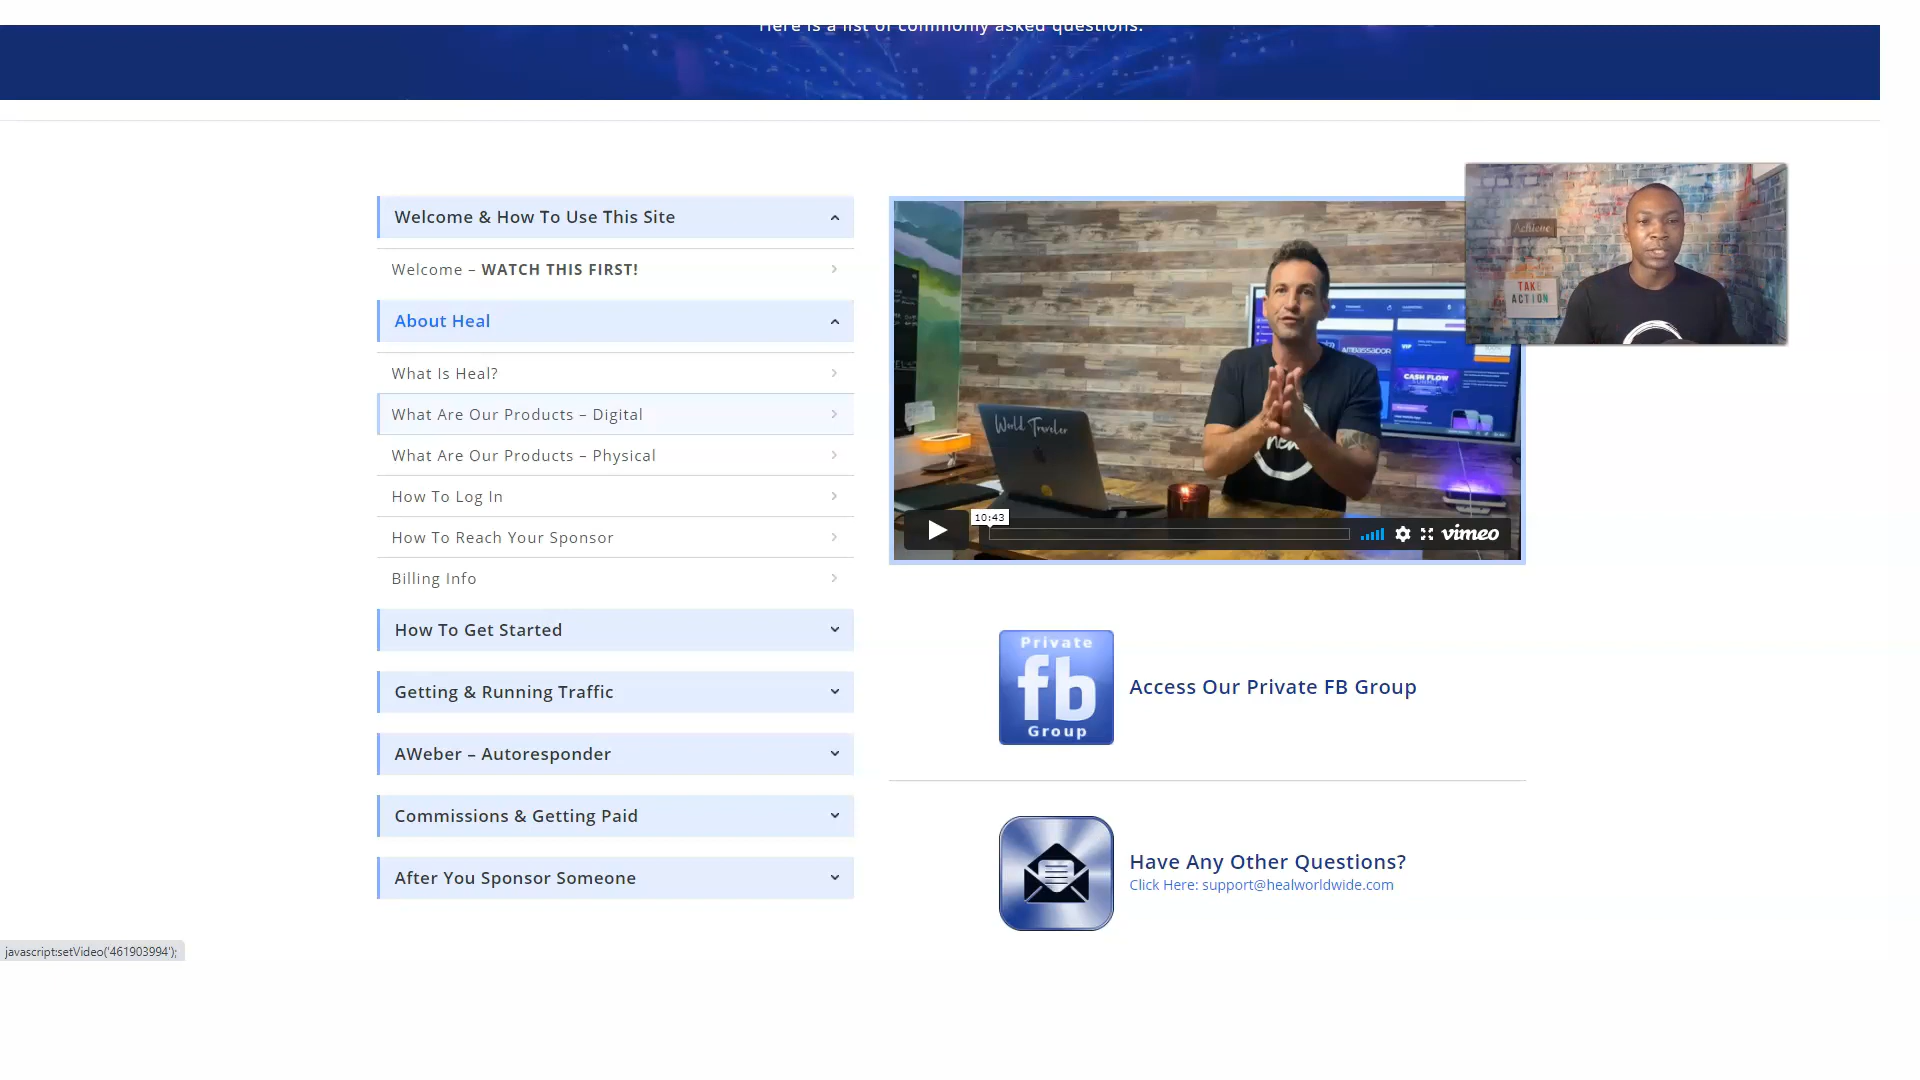 Here is a list of commonly asked questions.
Welcome & How To Use This Site
Welcome – WATCH THIS FIRST!
About Heal
What Is Heal?
What Are Our Products – Digital
What Are Our Products – Physical
How To Log In
How To Reach Your Sponsor
Billing Info
How To Get Started
Getting & Running Traffic
AWeber – Autoresponder
Commissions & Getting Paid
After You Sponsor Someone
World Traveler
AMBASSADOR
VIP
CASH FLOW
10:43
vimeo
Achieve
TAKE
ACTION
Private
fb
Group
Access Our Private FB Group
Have Any Other Questions?
Click Here: support@healworldwide.com
javascript:setVideo('461903994');